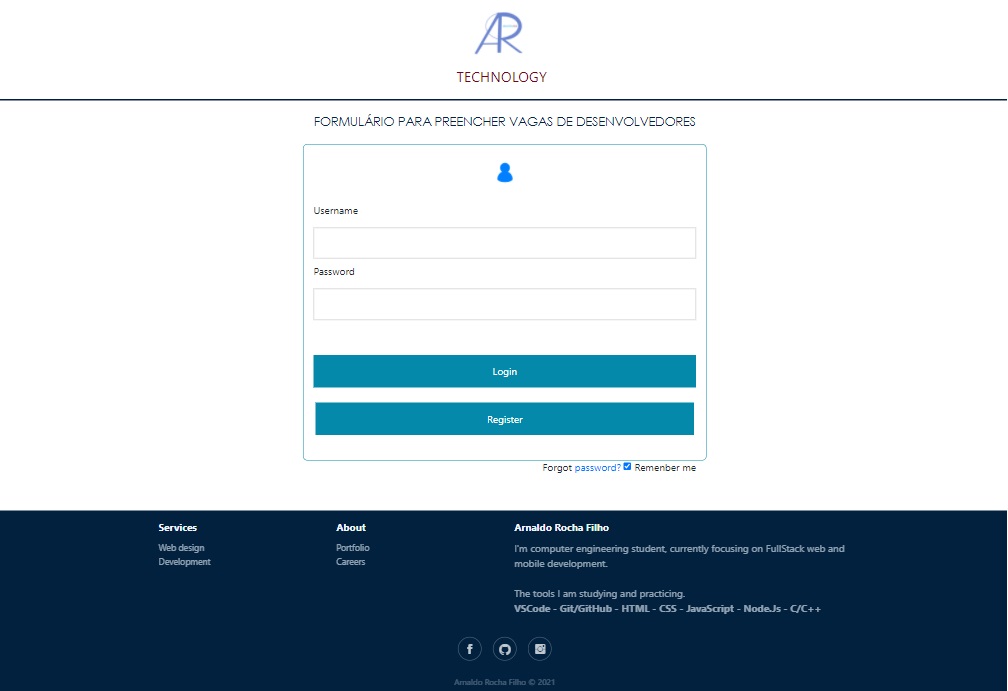 AR
TECHNOLOGY
FORMULÁRIO PARA PREENCHER VAGAS DE DESENVOLVEDORES
Username
Password
Login
Register
Forgot password? Remenber me
Services
Web design
Development
About
Portfolio
Careers
Arnaldo Rocha Filho
I'm computer engineering student, currently focusing on FullStack web and
mobile development.
The tools I am studying and practicing.
VSCode - Git/GitHub - HTML - CSS - JavaScript - Node.Js - C/C++
Arnaldo Rocha Filho © 2021